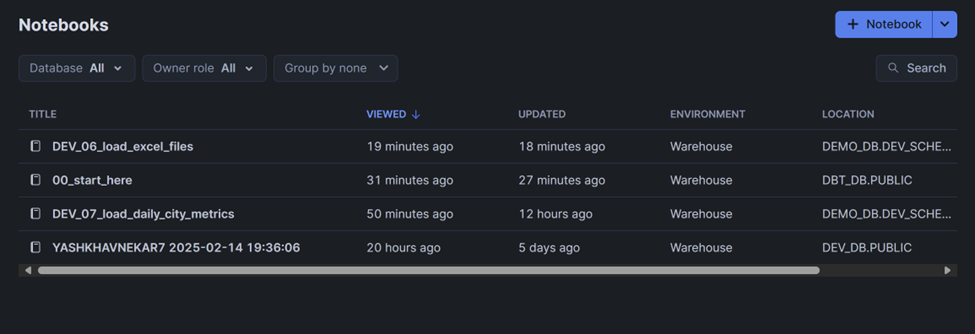 Notebooks
+ Notebook
Database All
Owner role All
Group by none
Search
TITLE VIEWED UPDATED ENVIRONMENT LOCATION
DEV_06_load_excel_files 19 minutes ago 18 minutes ago Warehouse DEMO_DB.DEV_SCHE...
00_start_here 31 minutes ago 27 minutes ago Warehouse DBT_DB.PUBLIC
DEV_07_load_daily_city_metrics 50 minutes ago 12 hours ago Warehouse DEMO_DB.DEV_SCHE...
YASHKHAVNEKAR7 2025-02-14 19:36:06 20 hours ago 5 days ago Warehouse DEV_DB.PUBLIC